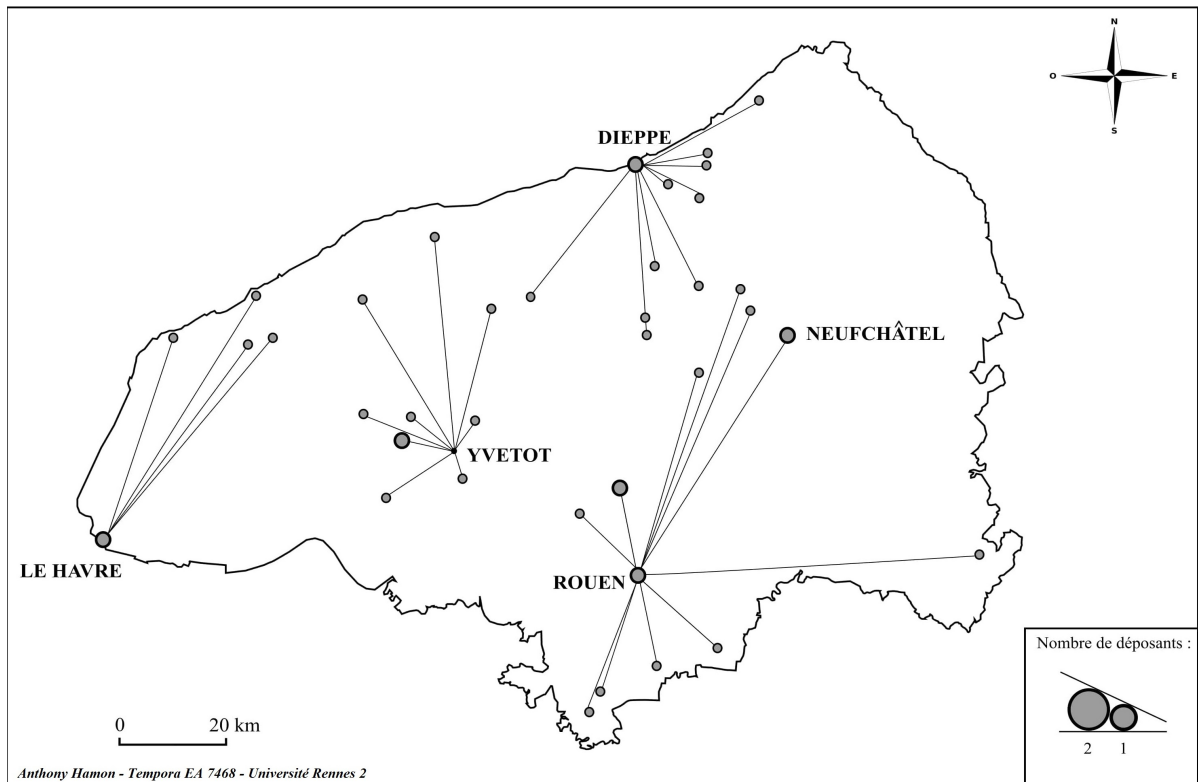 N
O
E
S
DIEPPE
NEUFCHÂTEL
YVETOT
LE HAVRE
ROUEN
Nombre de déposants :
2 1
0 20 km
Anthony Hamon - Tempora EA 7468 - Université Rennes 2